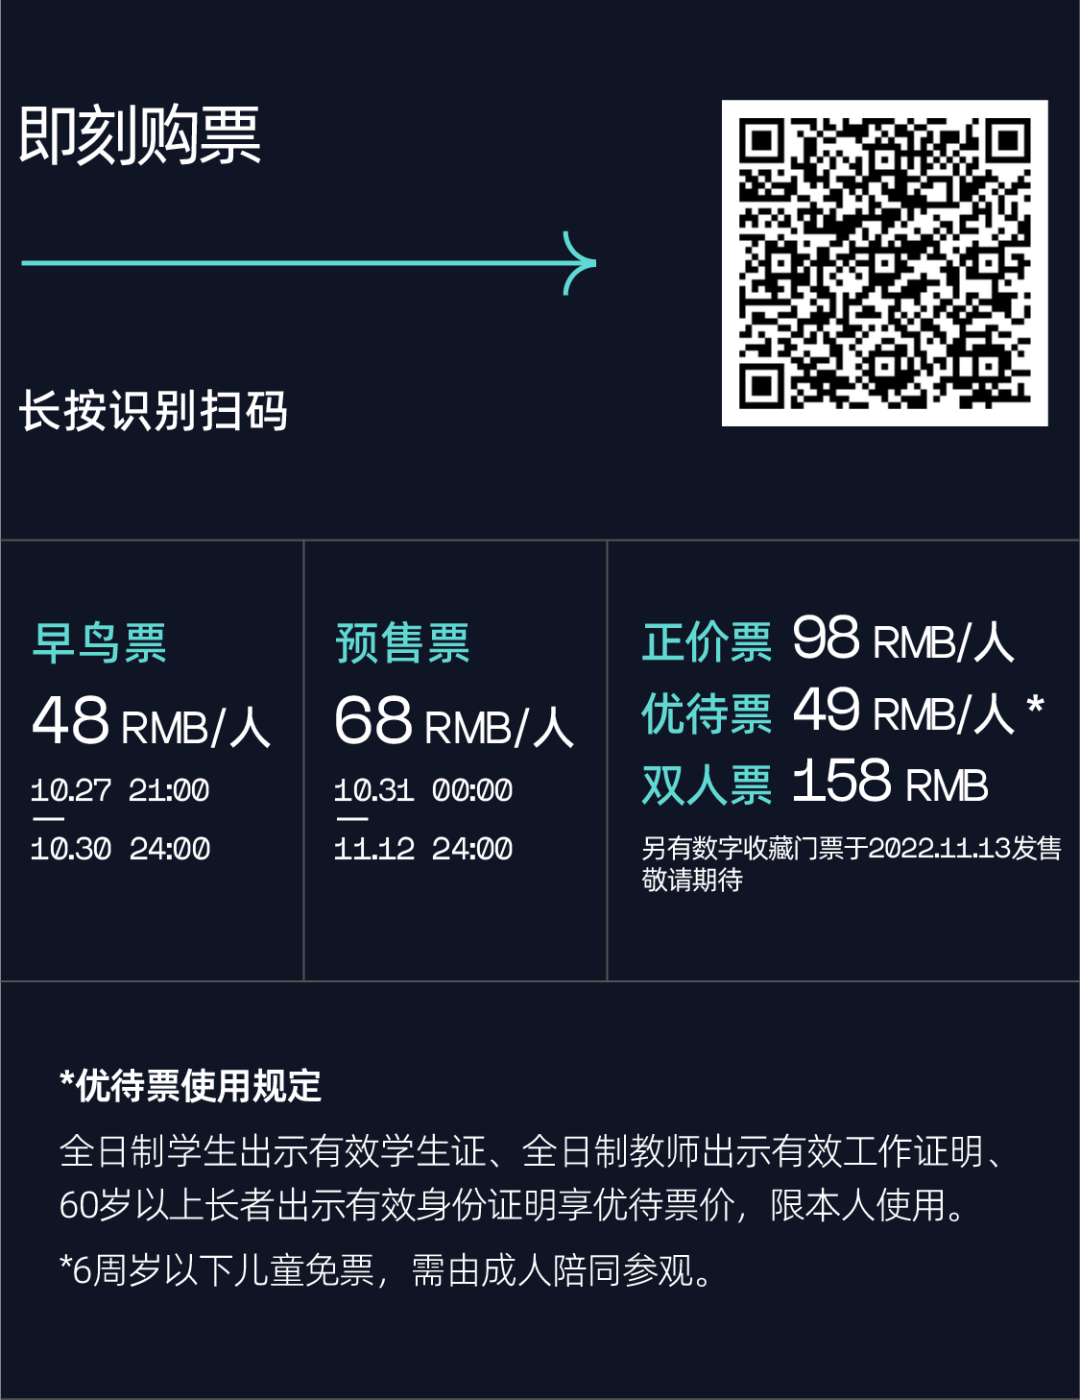 即刻购票
长按识别扫码
早鸟票
48 RMB/人
10.27 21:00
—
10.30 24:00
预售票
68 RMB/人
10.31 00:00
—
11.12 24:00
正价票 98 RMB/人
优待票 49 RMB/人 *
双人票 158 RMB
另有数字收藏门票于2022.11.13发售
敬请期待
*优待票使用规定
全日制学生出示有效学生证、全日制教师出示有效工作证明、
60岁以上长者出示有效身份证明享优待票价，限本人使用。
*6周岁以下儿童免票，需由成人陪同参观。